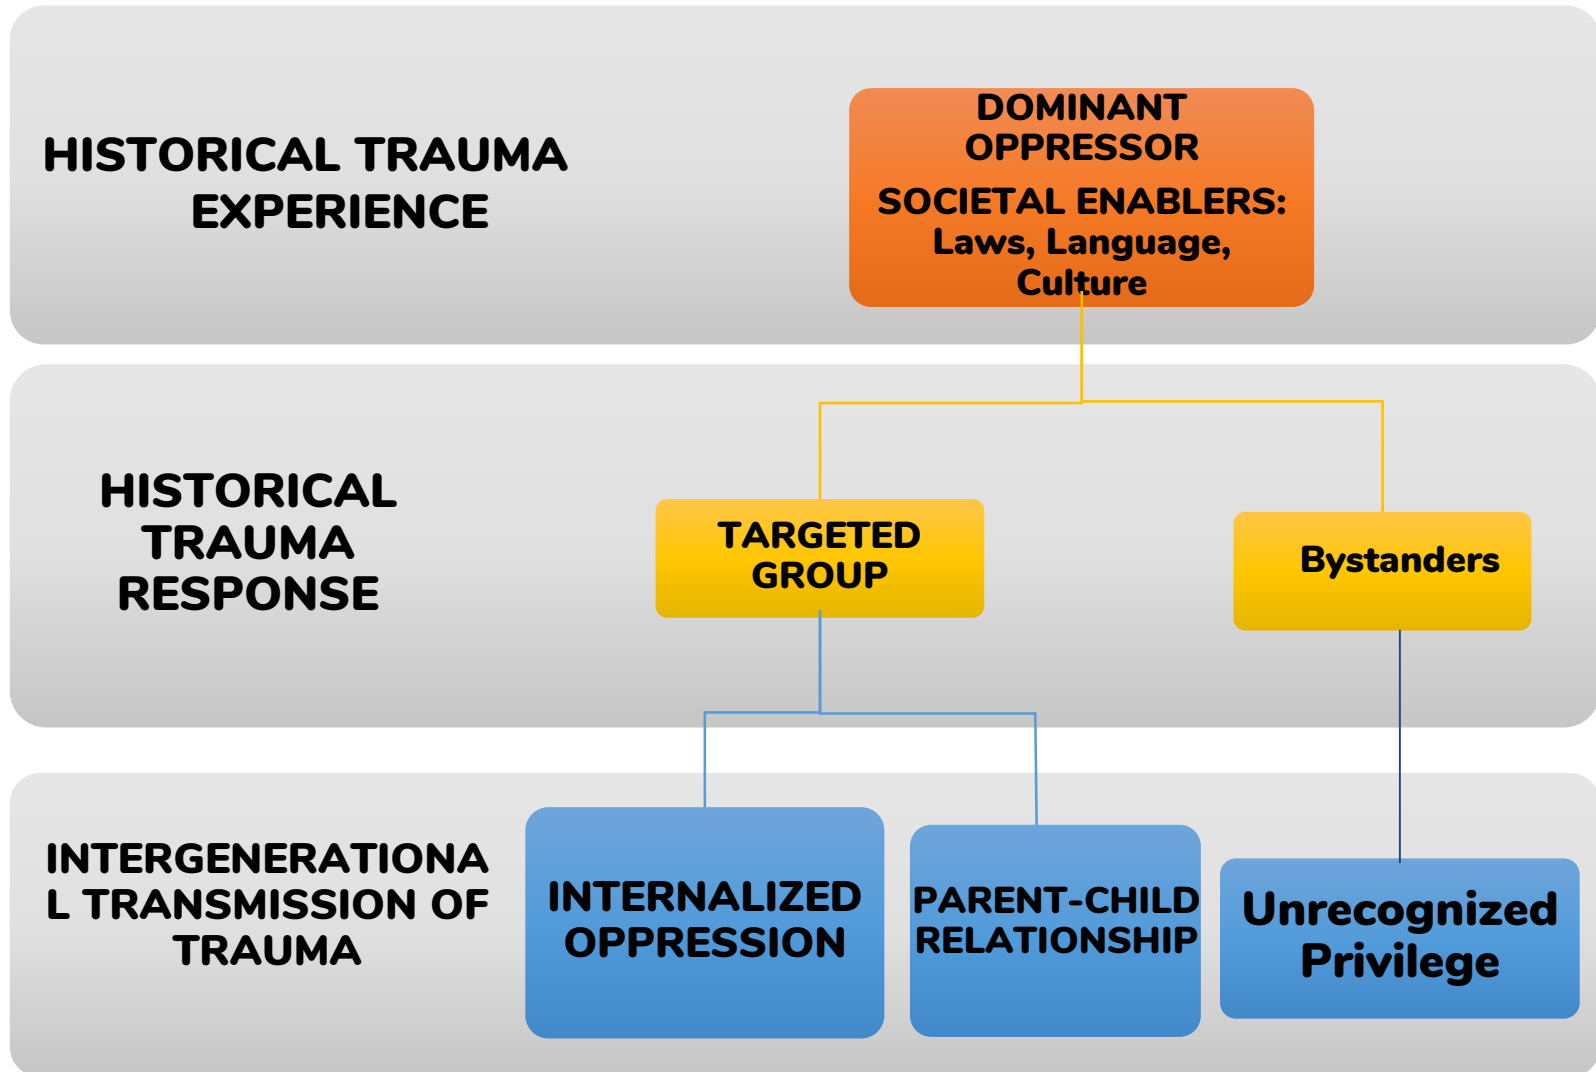 HISTORICAL TRAUMA
EXPERIENCE
DOMINANT
OPPRESSOR
SOCIETAL ENABLERS:
Laws, Language,
Culture
HISTORICAL
TRAUMA
RESPONSE
TARGETED
GROUP
Bystanders
INTERGENERATIONA
L TRANSMISSION OF
TRAUMA
INTERNALIZED
OPPRESSION
PARENT-CHILD
RELATIONSHIP
Unrecognized
Privilege